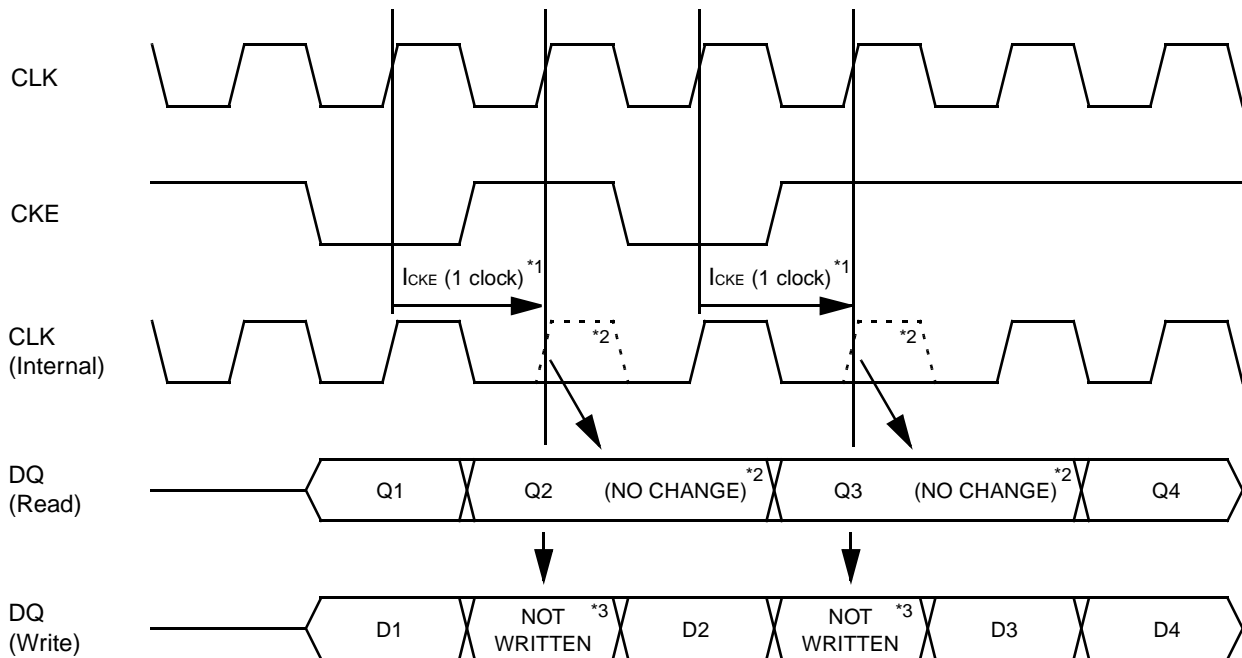 CLK
CKE
ICKE (1 clock) *1
ICKE (1 clock) *1
CLK
(Internal)
*2
*2
DQ
(Read)
Q1
Q2
(NO CHANGE) *2
Q3
(NO CHANGE) *2
Q4
DQ
(Write)
D1
NOT *3
WRITTEN
D2
NOT *3
WRITTEN
D3
D4